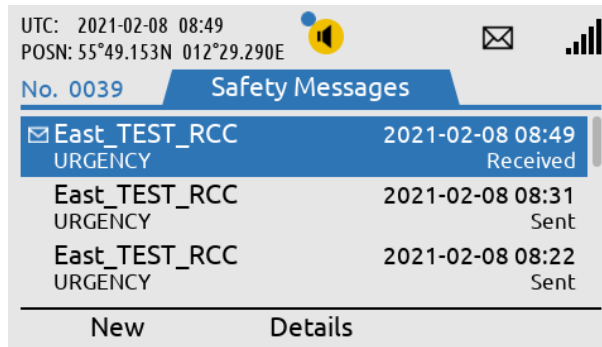 UTC: 2021-02-08 08:49
POSN: 55°49.153N 012°29.290E
No. 0039 Safety Messages
East_TEST_RCC 2021-02-08 08:49
URGENCY Received
East_TEST_RCC 2021-02-08 08:31
URGENCY Sent
East_TEST_RCC 2021-02-08 08:22
URGENCY Sent
New Details